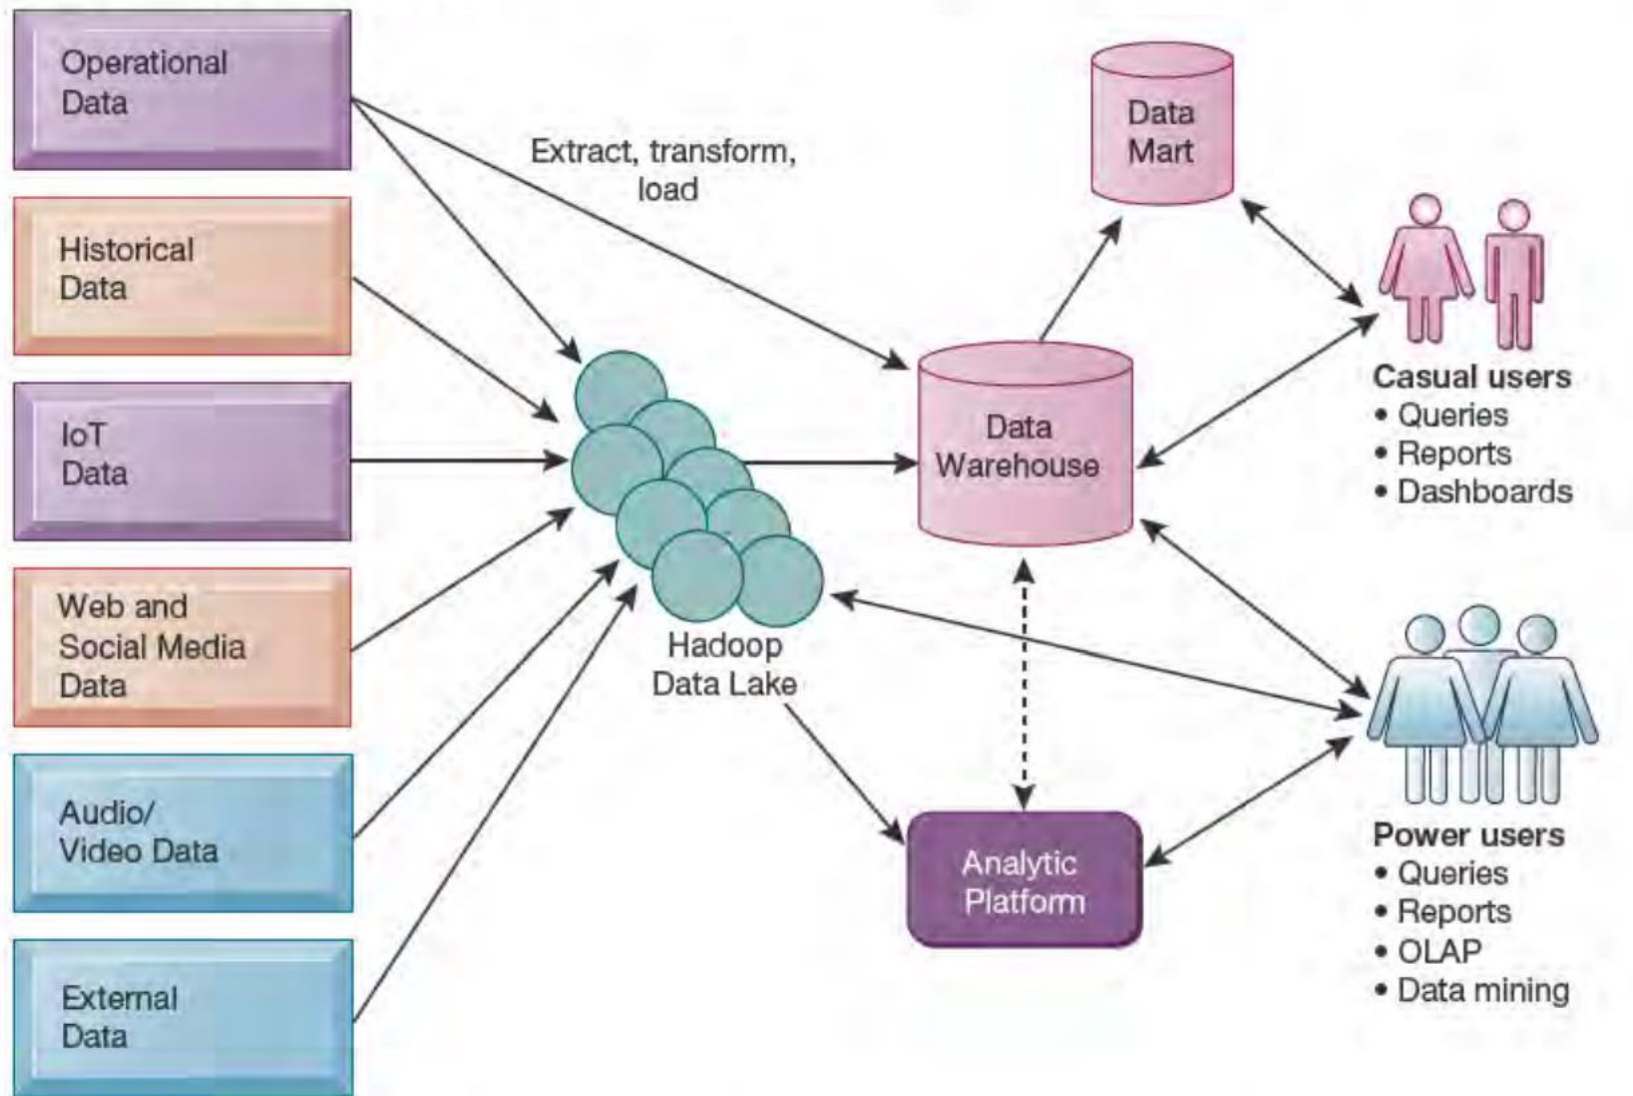 Operational
Data
Historical
Data
IoT
Data
Web and
Social Media
Data
Audio/
Video Data
External
Data
Extract, transform,
load
Hadoop
Data Lake
Data
Mart
Data
Warehouse
Analytic
Platform
Casual users
• Queries
• Reports
• Dashboards
Power users
• Queries
• Reports
• OLAP
• Data mining